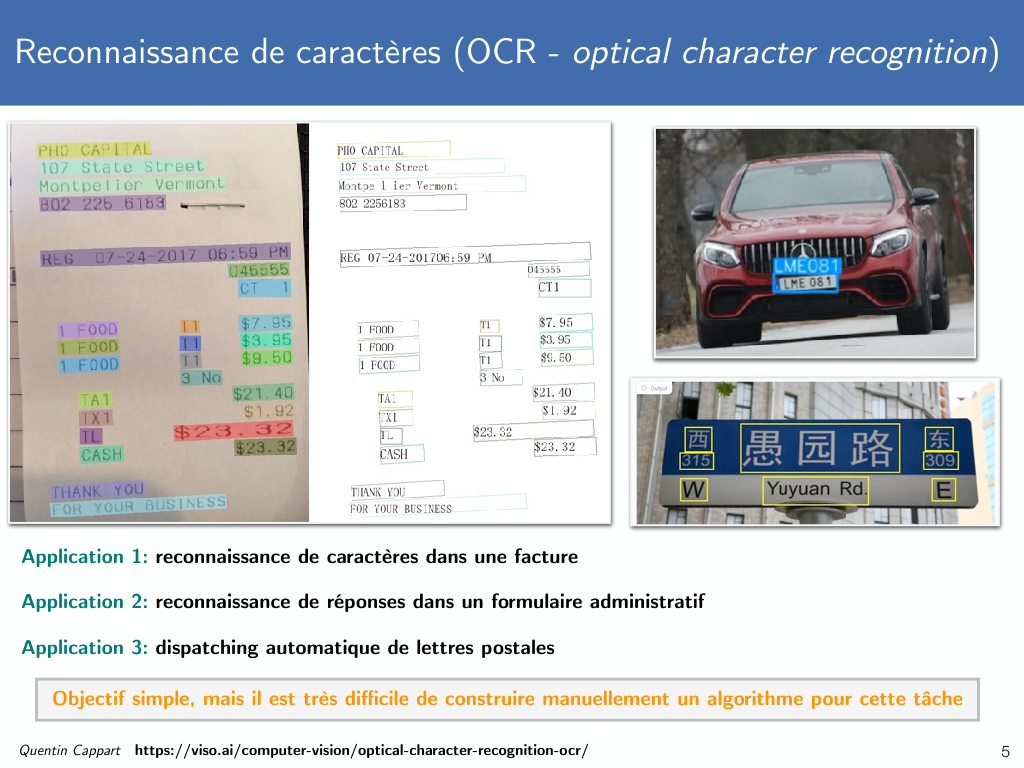 Reconnaissance de caractères (OCR - optical character recognition)
PHO CAPITAL
107 State Street
Montpelier Vermont
802 225 6183
REG 07-24-2017 06:59 PM
045555
CT 1
1 FOOD T1 $7.95
1 FOOD T1 $3.95
1 FOOD T1 $9.50
3 No
TA1 $21.40
TX1 $1.92
TL $23.32
CASH $23.32
THANK YOU
FOR YOUR BUSINESS
PHO CAPITAL
107 State Street
Montpe l ier Vermont
802 2256183
REG 07-24-201706:59 PM
045555
CT1
1 FOOD T1 $7.95
1 FOOD T1 $3.95
1 FOOD T1 $9.50
3 No
TA1 $21.40
TX1 $1.92
TL $23.32
CASH $23.32
THANK YOU
FOR YOUR BUSINESS
LME081
LME 081
Output
西 愚园路 东
315 309
W Yuyuan Rd. E
Application 1: reconnaissance de caractères dans une facture
Application 2: reconnaissance de réponses dans un formulaire administratif
Application 3: dispatching automatique de lettres postales
Objectif simple, mais il est très difficile de construire manuellement un algorithme pour cette tâche
Quentin Cappart https://viso.ai/computer-vision/optical-character-recognition-ocr/
5